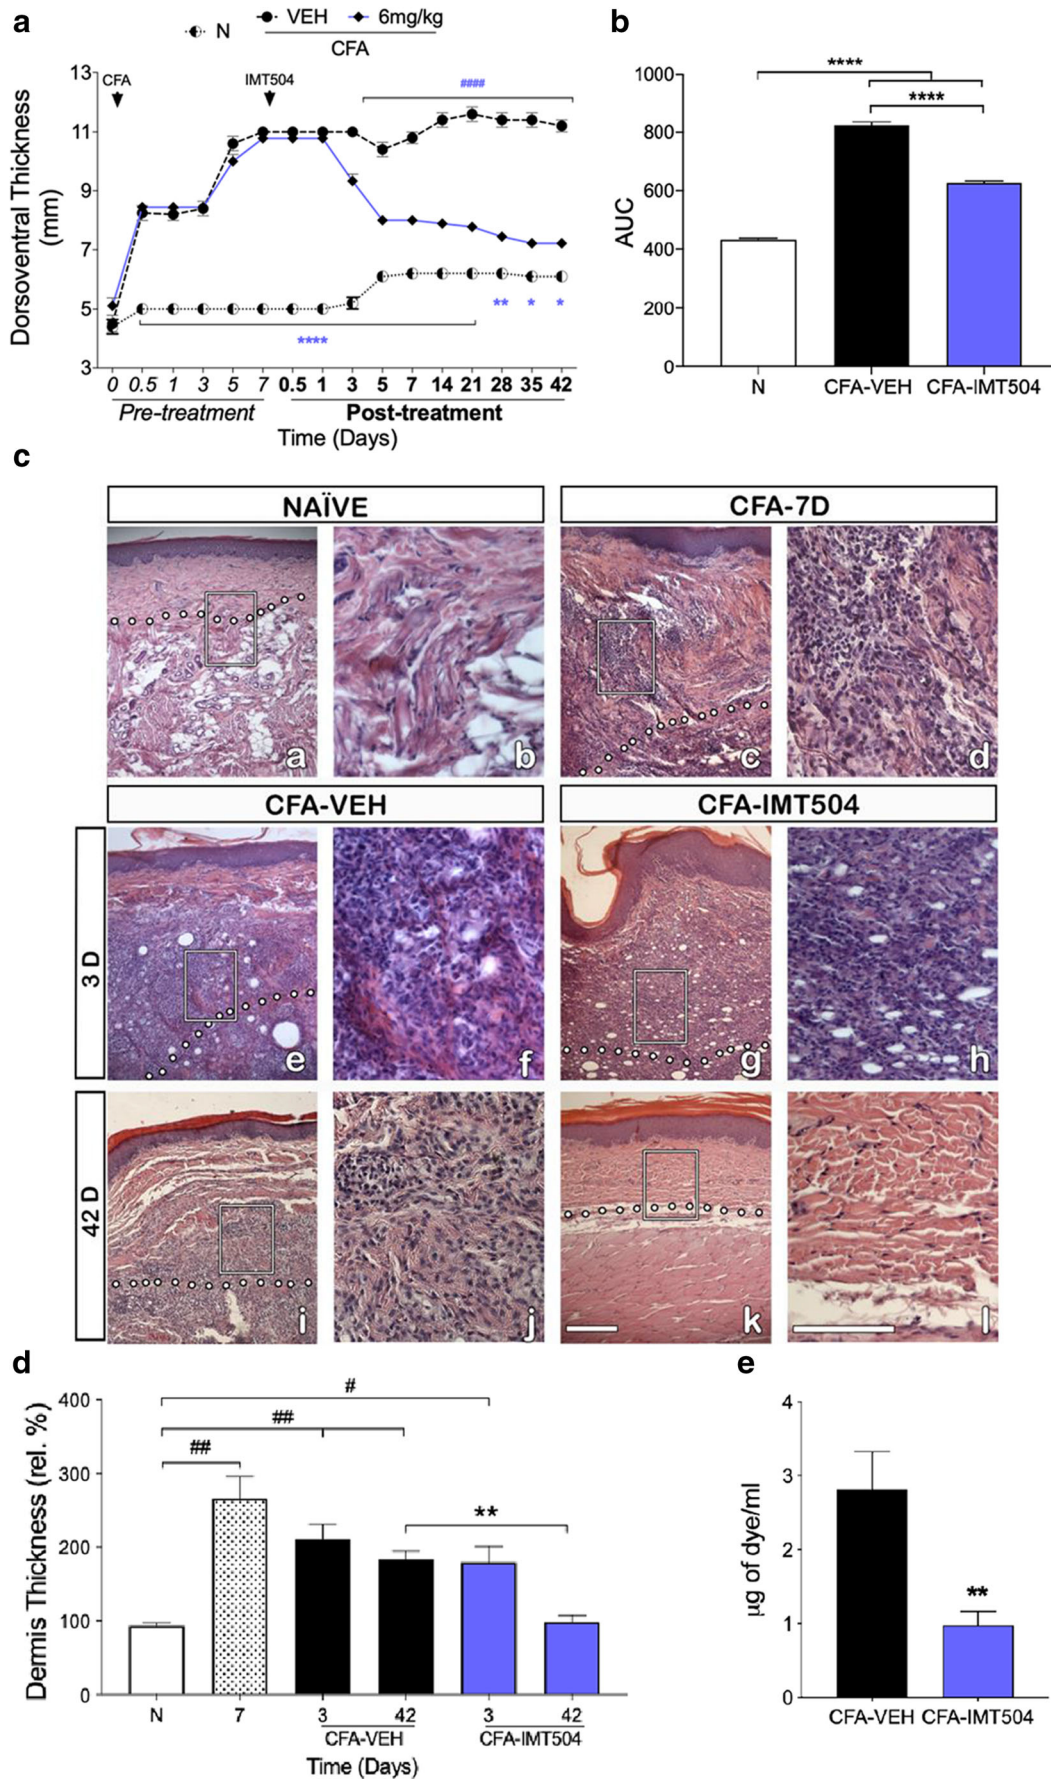 a
N
VEH
6mg/kg
CFA
CFA
IMT504
####
Dorsoventral Thickness
(mm)
13
11
9
7
5
3
**
*
*
****
0 0.5 1 3 5 7 0.5 1 3 5 7 14 21 28 35 42
Pre-treatment
Post-treatment
Time (Days)
b
****
****
AUC
1000
800
600
400
200
0
N
CFA-VEH
CFA-IMT504
c
NAÏVE
CFA-7D
a
b
c
d
CFA-VEH
CFA-IMT504
3 D
e
f
g
h
42 D
i
j
k
l
d
#
##
##
**
Dermis Thickness (rel. %)
400
300
200
100
0
N 7 3 42 3 42
CFA-VEH
CFA-IMT504
Time (Days)
e
µg of dye/ml
4
3
2
1
0
**
CFA-VEH
CFA-IMT504